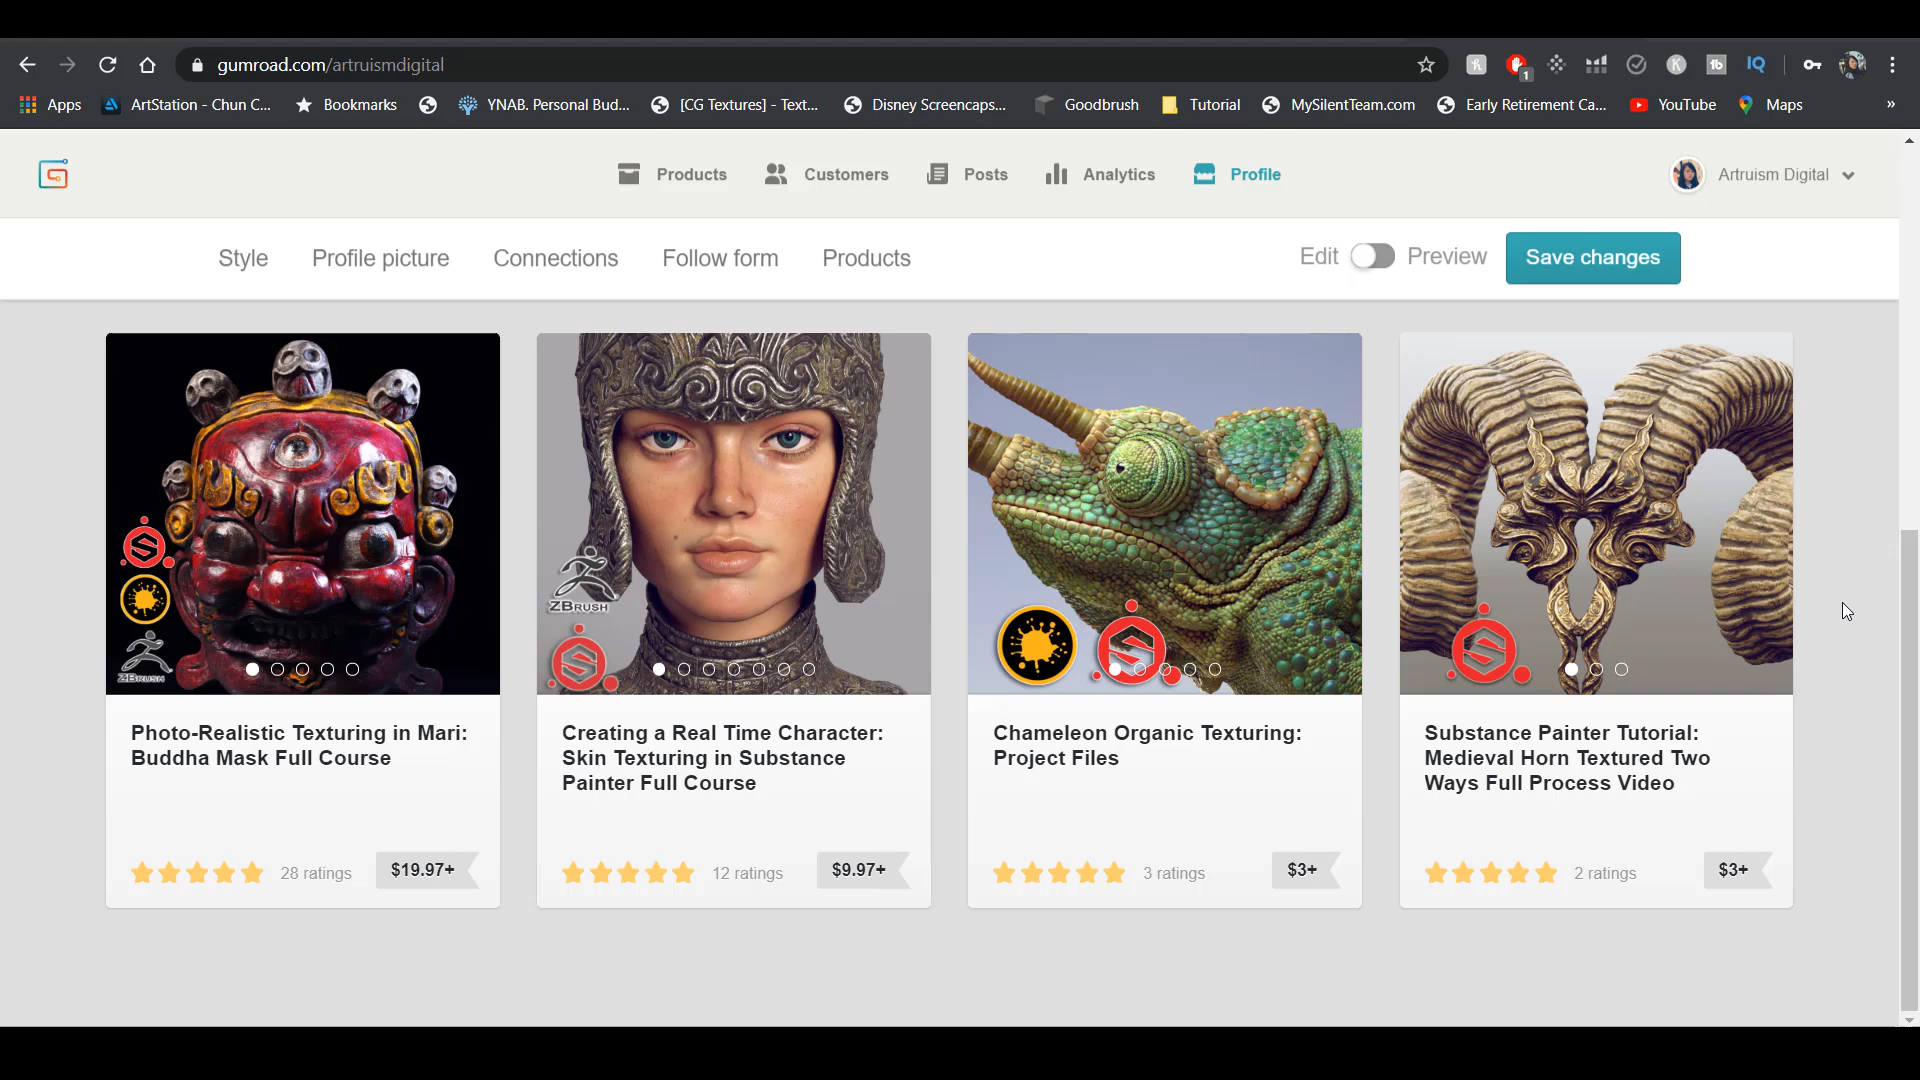 gumroad.com/artruismdigital
1
Apps
ArtStation - Chun C...
Bookmarks
YNAB. Personal Bud...
[CG Textures] - Text...
Disney Screencaps...
Goodbrush
Tutorial
MySilentTeam.com
Early Retirement Ca...
YouTube
Maps
»
Products
Customers
Posts
Analytics
Profile
Artruism Digital
Style
Profile picture
Connections
Follow form
Products
Edit
Preview
Save changes
ZBRUSH
ZBRUSH
Photo-Realistic Texturing in Mari:
Buddha Mask Full Course
28 ratings
$19.97+
Creating a Real Time Character:
Skin Texturing in Substance
Painter Full Course
12 ratings
$9.97+
Chameleon Organic Texturing:
Project Files
3 ratings
$3+
Substance Painter Tutorial:
Medieval Horn Textured Two
Ways Full Process Video
2 ratings
$3+